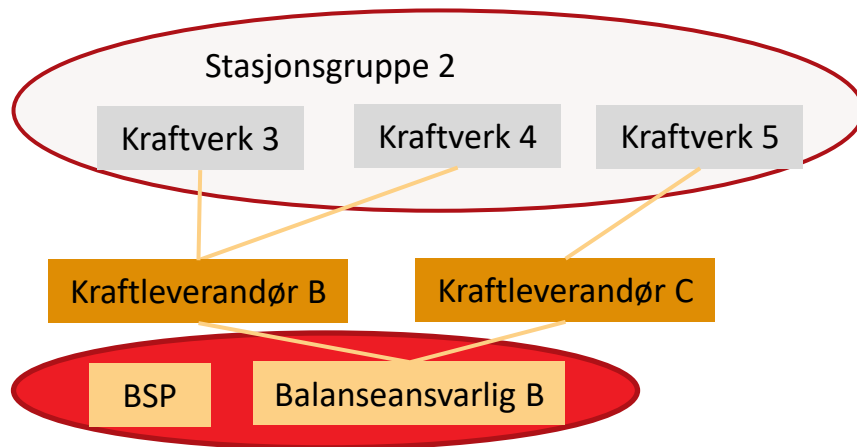 Stasjonsgruppe 2
Kraftverk 3
Kraftverk 4
Kraftverk 5
Kraftleverandør B
Kraftleverandør C
BSP
Balanseansvarlig B